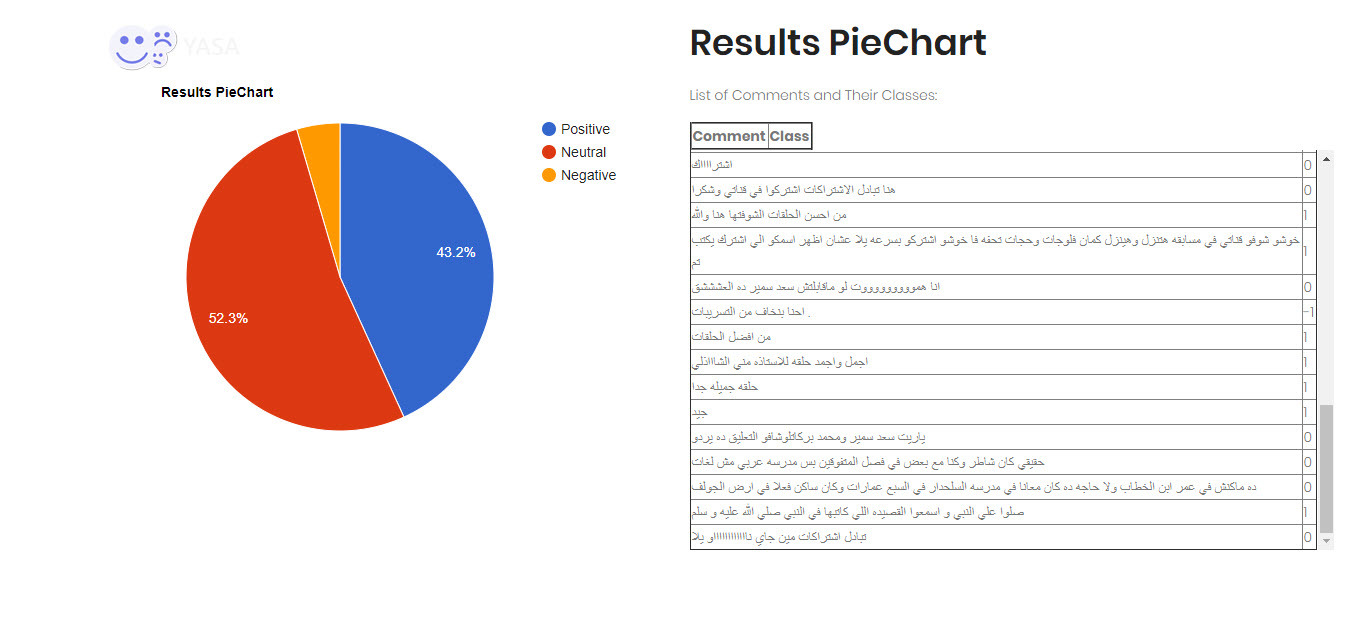 YASA
Results PieChart
Positive
Neutral
Negative
43.2%
52.3%
Results PieChart
List of Comments and Their Classes:
Comment Class
اشتراااك 0
هنا تبادل الاشتراكات اشتركوا في قناتي وشكرا 0
من احسن الحلقات الشوفتها هنا والله 1
خوشو شوفو قناتي في مسابقه هتنزل وهينزل كمان فلوجات وحجات تحفه فا خوشو اشتركو بسرعه يلا عشان اظهر اسمكو الي اشترك يكتب 1
تم
انا هموووووووووت لو ماقابلتش سعد سمير ده العشششق 0
احنا بنخاف من التسريبات . -1
من افضل الحلقات 1
اجمل واجمد حلقه للاستاذه مني الشاااذلي 1
حلقه جميله جدا 1
جيد 1
ياريت سعد سمير ومحمد بركاتلوشافو التعليق ده يردو 0
حقيقي كان شاطر وكنا مع بعض في فصل المتفوقين بس مدرسه عربي مش لغات 0
ده ماكنش في عمر ابن الخطاب ولا حاجه ده كان معانا في مدرسه السلحدار في السبع عمارات وكان ساكن فعلا في ارض الجولف 0
صلوا علي النبي و اسمعوا القصيده اللي كاتبها في النبي صلي الله عليه و سلم 1
تبادل اشتراكات مين جاي نااااااااااااو يلا 0